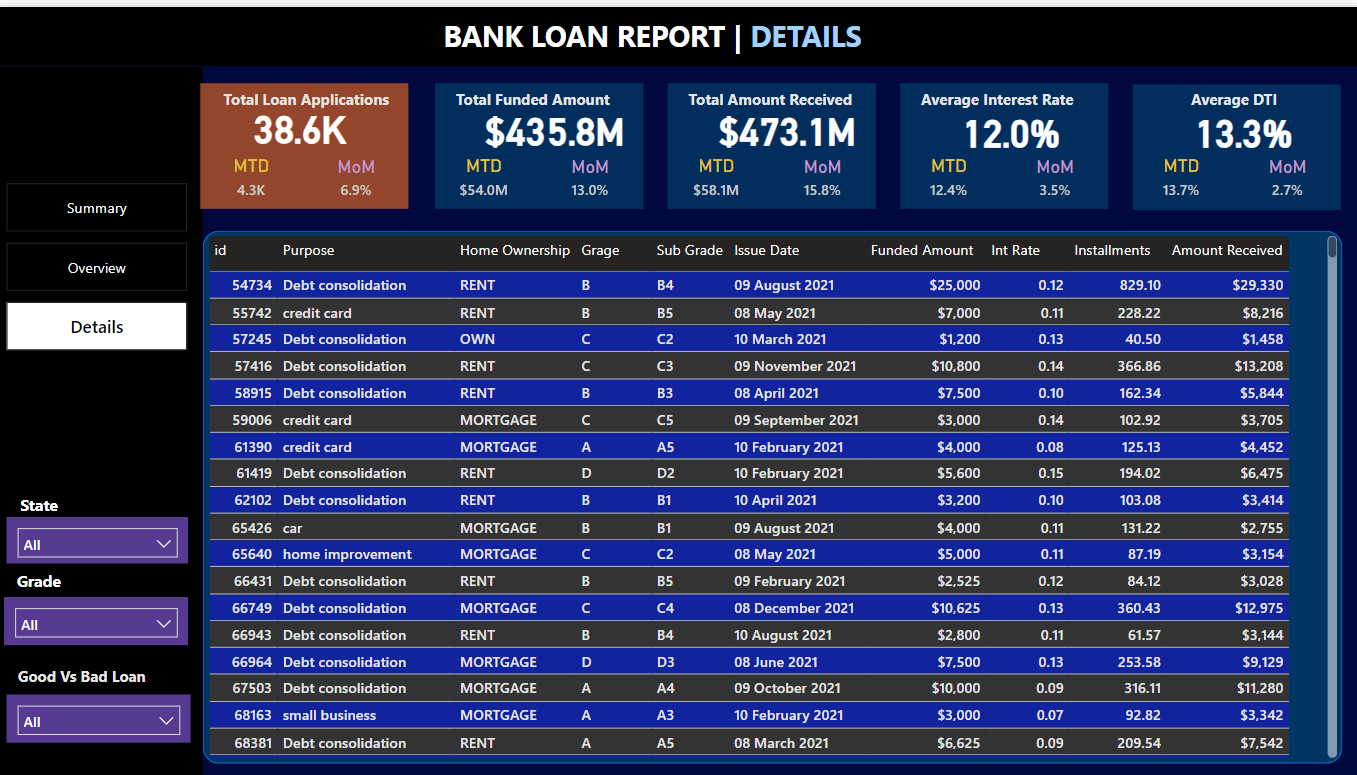 BANK LOAN REPORT | DETAILS
Total Loan Applications
38.6K
MTD MoM
4.3K 6.9%
Total Funded Amount
$435.8M
MTD MoM
$54.0M 13.0%
Total Amount Received
$473.1M
MTD MoM
$58.1M 15.8%
Average Interest Rate
12.0%
MTD MoM
12.4% 3.5%
Average DTI
13.3%
MTD MoM
13.7% 2.7%
Summary
Overview
Details
State
All
Grade
All
Good Vs Bad Loan
All
id Purpose Home Ownership Grage Sub Grade Issue Date Funded Amount Int Rate Installments Amount Received
54734 Debt consolidation RENT B B4 09 August 2021 $25,000 0.12 829.10 $29,330
55742 credit card RENT B B5 08 May 2021 $7,000 0.11 228.22 $8,216
57245 Debt consolidation OWN C C2 10 March 2021 $1,200 0.13 40.50 $1,458
57416 Debt consolidation RENT C C3 09 November 2021 $10,800 0.14 366.86 $13,208
58915 Debt consolidation RENT B B3 08 April 2021 $7,500 0.10 162.34 $5,844
59006 credit card MORTGAGE C C5 09 September 2021 $3,000 0.14 102.92 $3,705
61390 credit card MORTGAGE A A5 10 February 2021 $4,000 0.08 125.13 $4,452
61419 Debt consolidation RENT D D2 10 February 2021 $5,600 0.15 194.02 $6,475
62102 Debt consolidation RENT B B1 10 April 2021 $3,200 0.10 103.08 $3,414
65426 car MORTGAGE B B1 09 August 2021 $4,000 0.11 131.22 $2,755
65640 home improvement MORTGAGE C C2 08 May 2021 $5,000 0.11 87.19 $3,154
66431 Debt consolidation RENT B B5 09 February 2021 $2,525 0.12 84.12 $3,028
66749 Debt consolidation MORTGAGE C C4 08 December 2021 $10,625 0.13 360.43 $12,975
66943 Debt consolidation RENT B B4 10 August 2021 $2,800 0.11 61.57 $3,144
66964 Debt consolidation MORTGAGE D D3 08 June 2021 $7,500 0.13 253.58 $9,129
67503 Debt consolidation MORTGAGE A A4 09 October 2021 $10,000 0.09 316.11 $11,280
68163 small business MORTGAGE A A3 10 February 2021 $3,000 0.07 92.82 $3,342
68381 Debt consolidation RENT A A5 08 March 2021 $6,625 0.09 209.54 $7,542